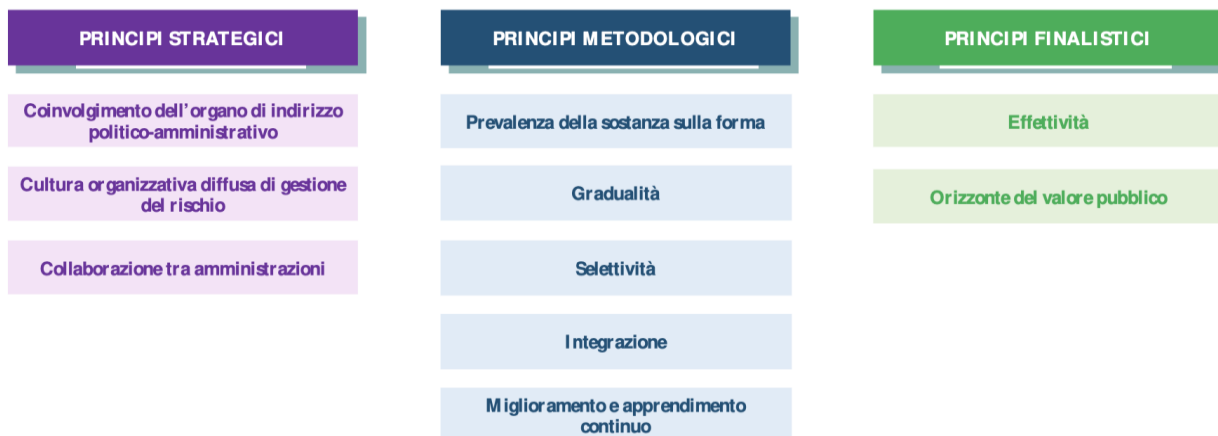 PRINCIPI STRATEGICI
Coinvolgimento dell'organo di indirizzo
politico-amministrativo
Cultura organizzativa diffusa di gestione
del rischio
Collaborazione tra amministrazioni
PRINCIPI METODOLOGICI
Prevalenza della sostanza sulla forma
Gradualità
Selettività
Integrazione
Miglioramento e apprendimento
continuo
PRINCIPI FINALISTICI
Effettività
Orizzonte del valore pubblico